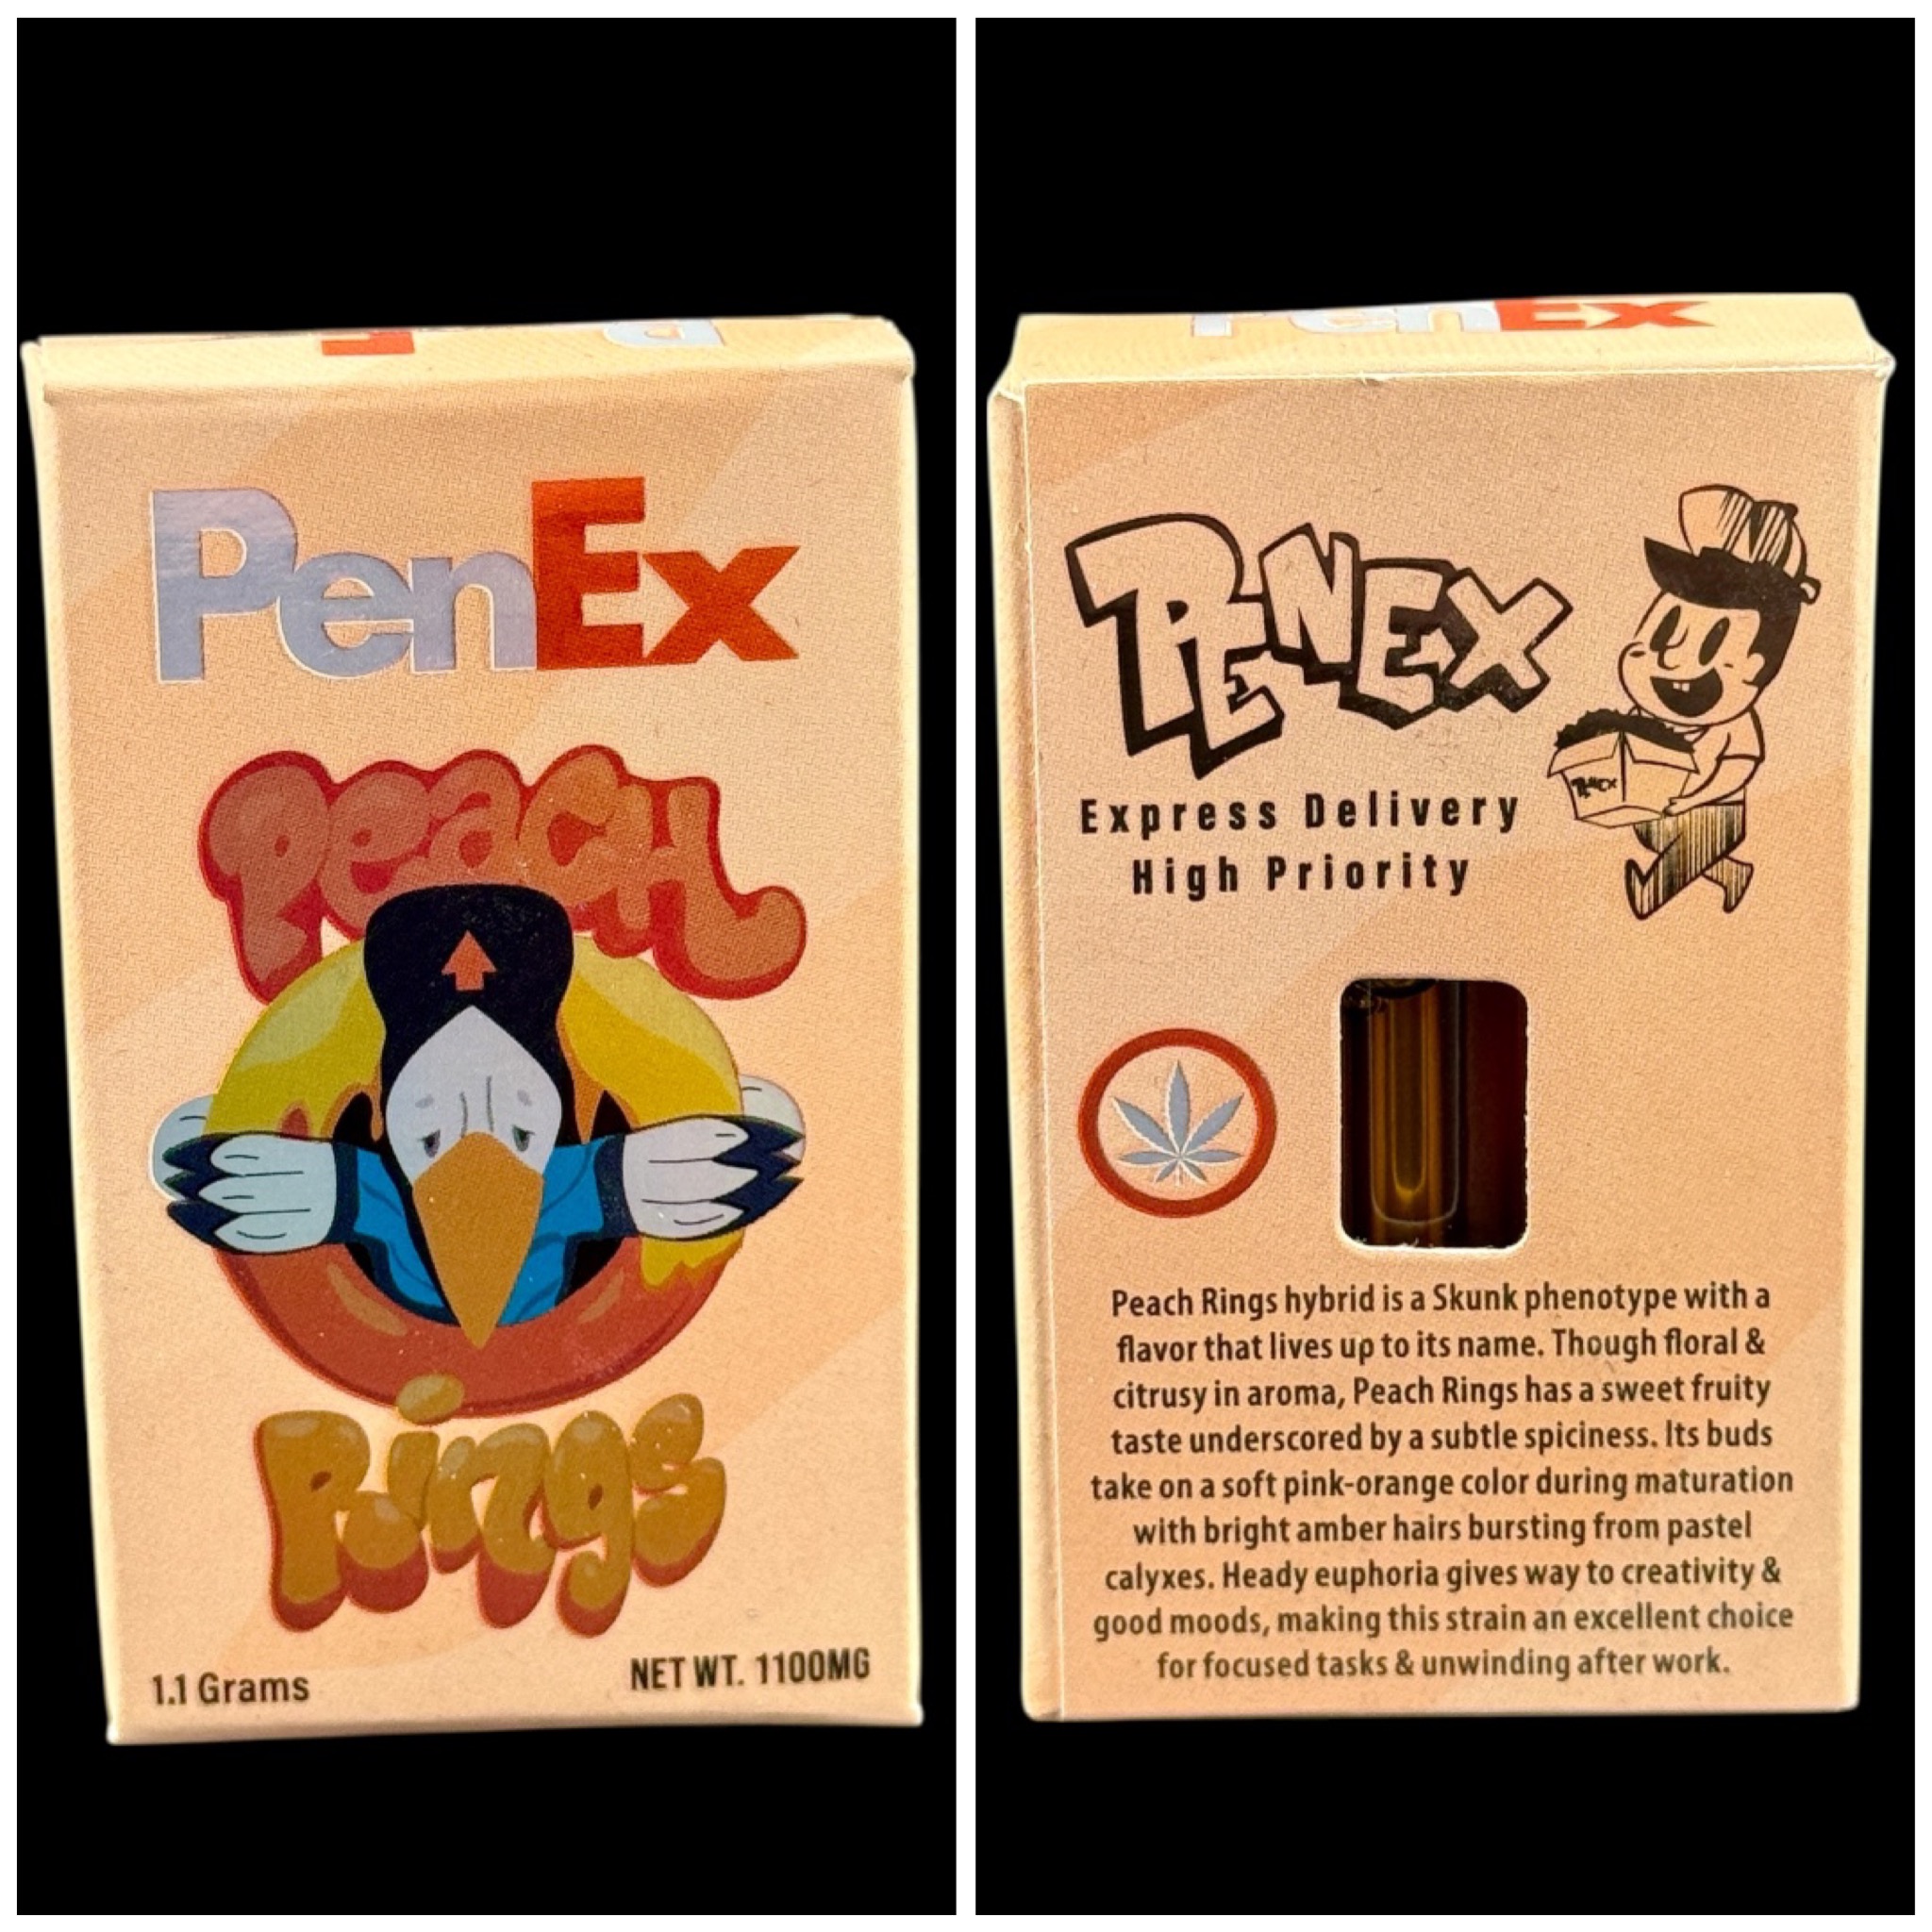 PenEx
Peach
Rings
1.1 Grams
NET WT. 1100MG
PenEx
PENEX
PENEX
Express Delivery
High Priority
Peach Rings hybrid is a Skunk phenotype with a
flavor that lives up to its name. Though floral &
citrusy in aroma, Peach Rings has a sweet fruity
taste underscored by a subtle spiciness. Its buds
take on a soft pink-orange color during maturation
with bright amber hairs bursting from pastel
calyxes. Heady euphoria gives way to creativity &
good moods, making this strain an excellent choice
for focused tasks & unwinding after work.